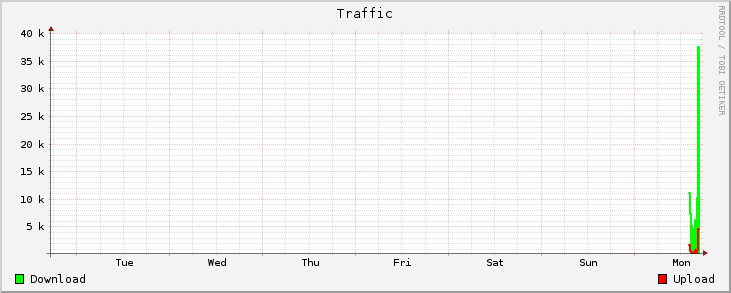 Traffic
RRDTOOL / TOBI OETIKER
40 k
35 k
30 k
25 k
20 k
15 k
10 k
5 k
Tue Wed Thu Fri Sat Sun Mon
Download Upload